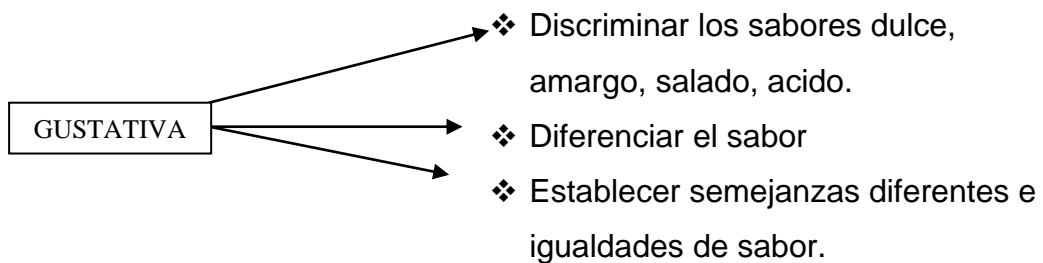 ❖ Discriminar los sabores dulce,
amargo, salado, acido.
GUSTATIVA
❖ Diferenciar el sabor
❖ Establecer semejanzas diferentes e
igualdades de sabor.